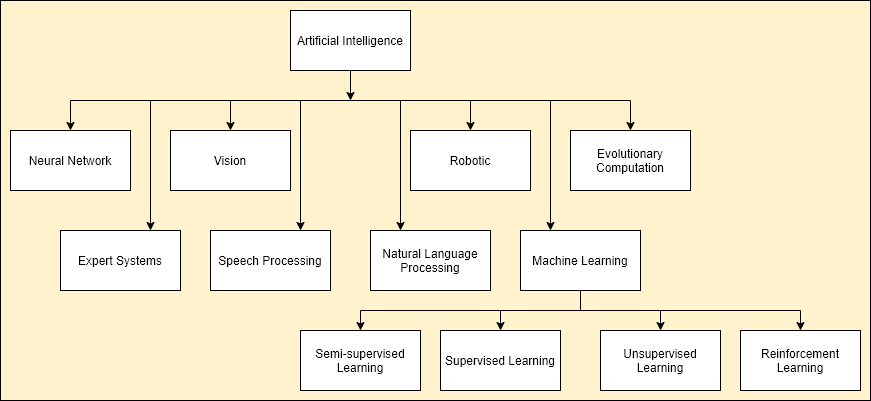 Artificial Intelligence
Neural Network
Vision
Robotic
Evolutionary
Computation
Expert Systems
Speech Processing
Natural Language
Processing
Machine Learning
Semi-supervised
Learning
Supervised Learning
Unsupervised
Learning
Reinforcement
Learning